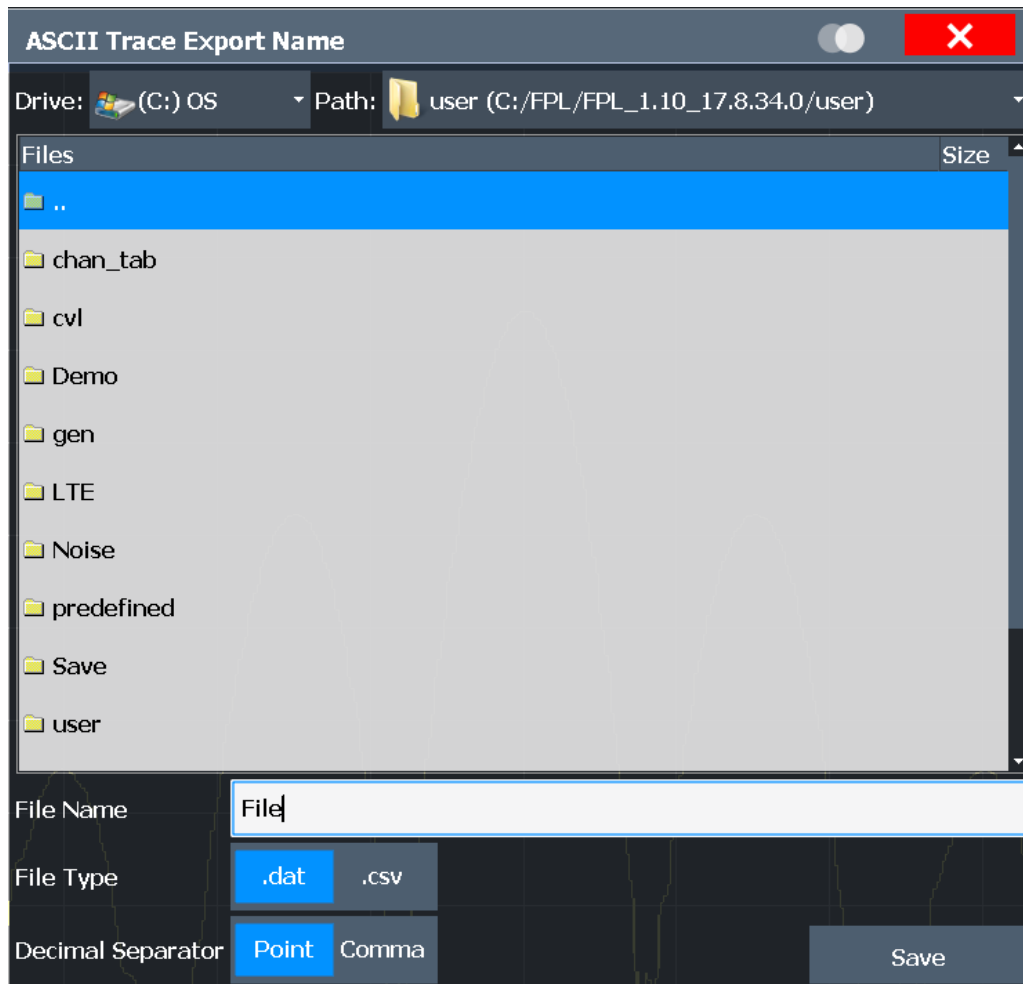 ASCII Trace Export Name
Drive: (C:) OS Path: user (C:/FPL/FPL_1.10_17.8.34.0/user)
Files Size
..
chan_tab
cvl
Demo
gen
LTE
Noise
predefined
Save
user
File Name File
File Type .dat .csv
Decimal Separator Point Comma Save